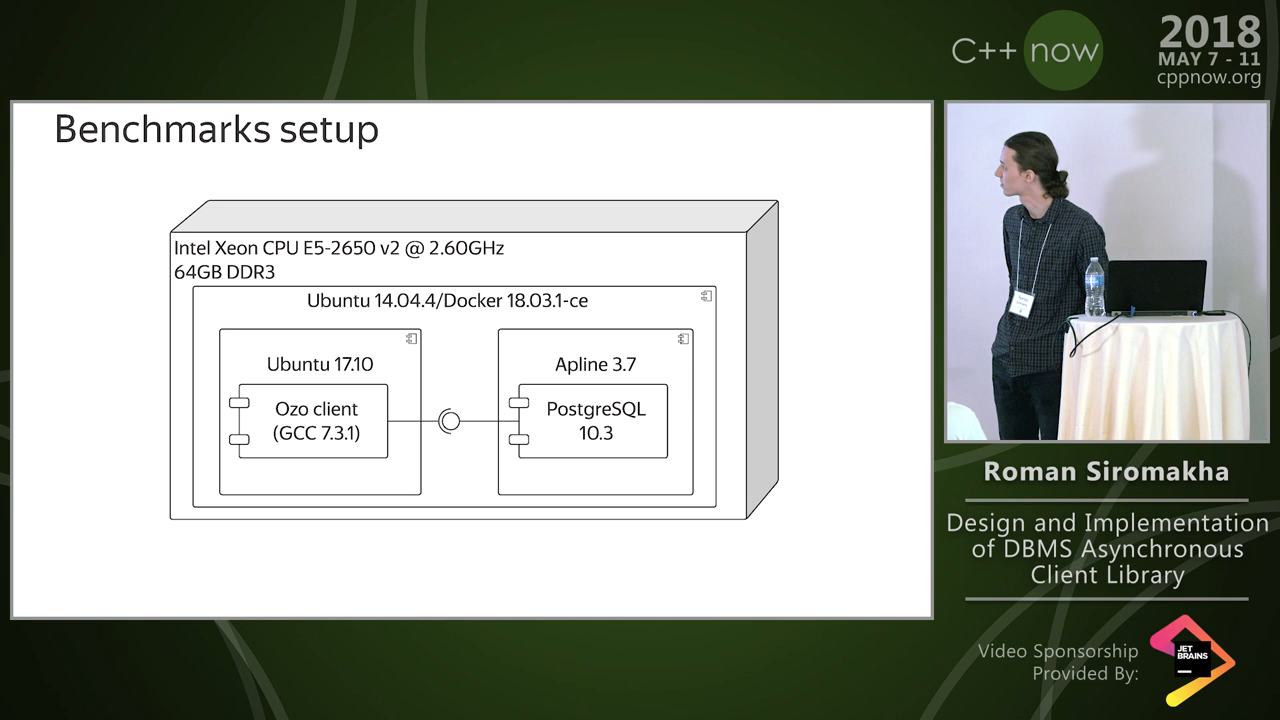 C++ now
2018
MAY 7 - 11
cppnow.org
Benchmarks setup
Intel Xeon CPU E5-2650 v2 @ 2.60GHz
64GB DDR3
Ubuntu 14.04.4/Docker 18.03.1-ce
Ubuntu 17.10
Ozo client
(GCC 7.3.1)
Apline 3.7
PostgreSQL
10.3
Roman Siromakha
Design and Implementation
of DBMS Asynchronous
Client Library
Video Sponsorship
Provided By:
JET
BRAINS